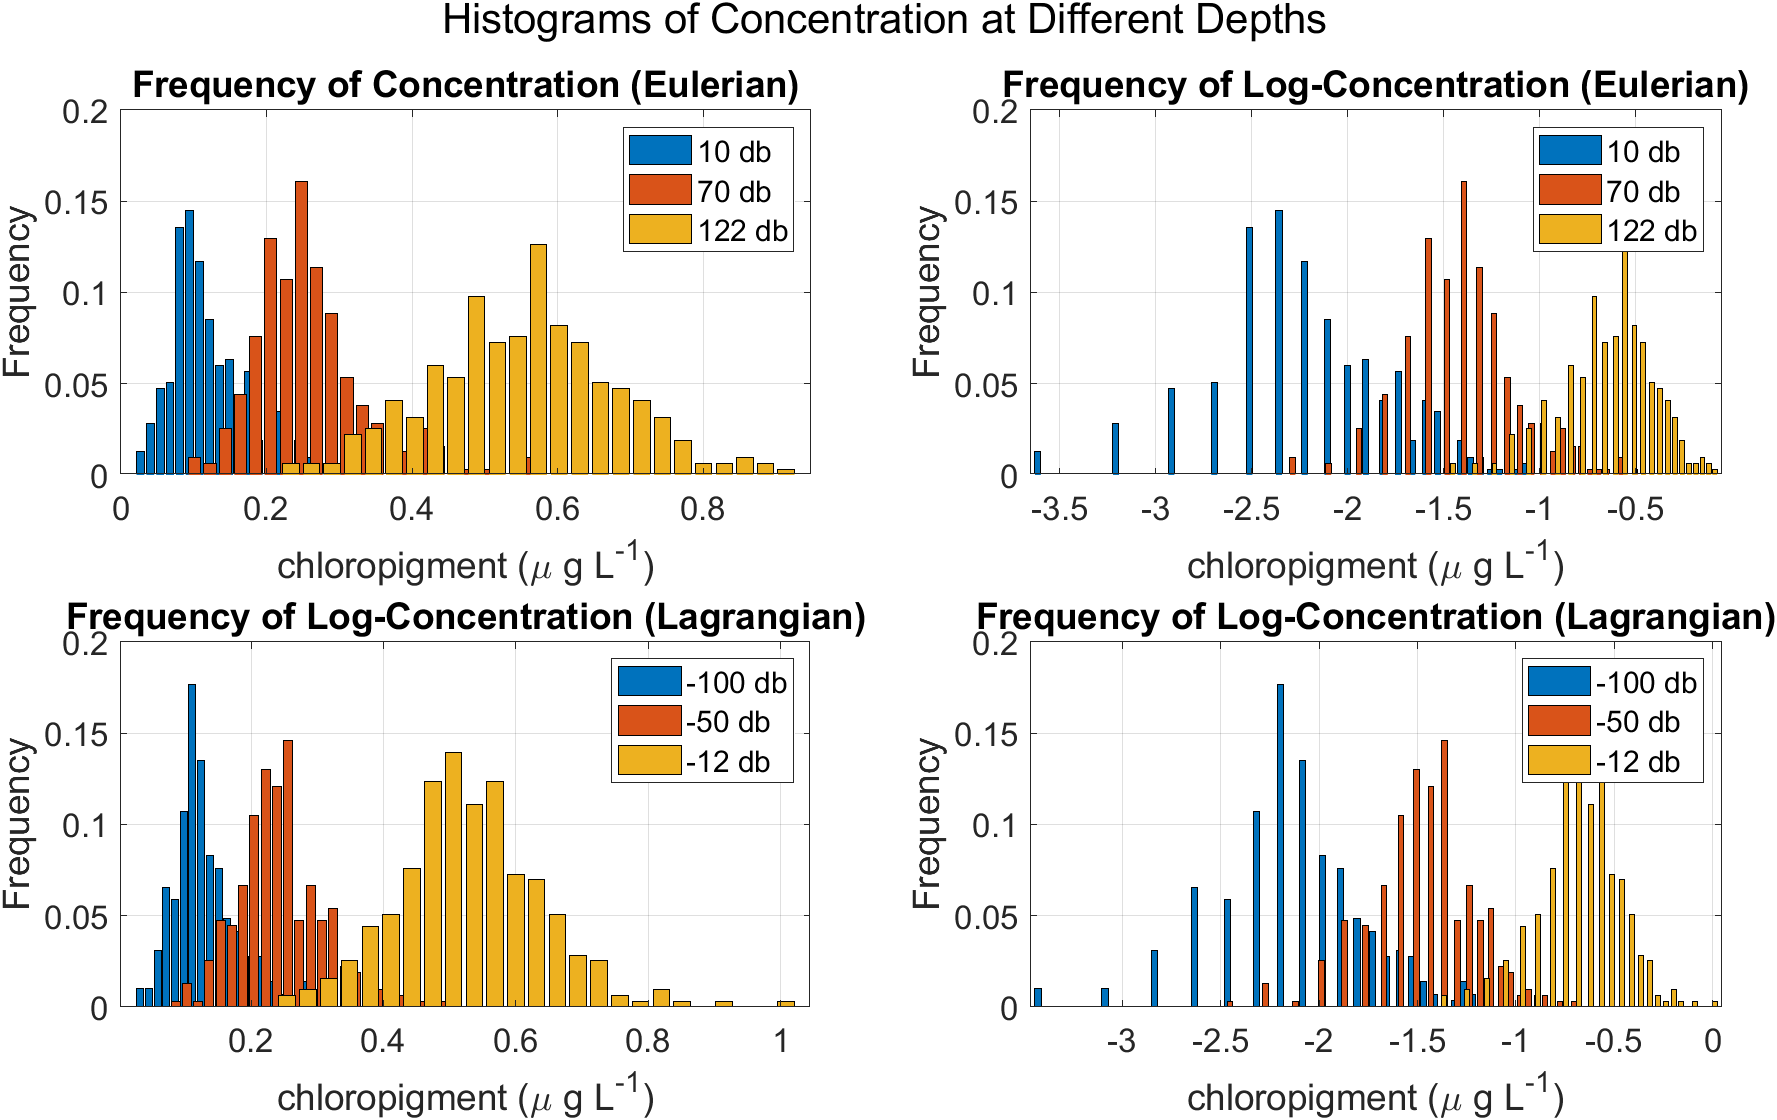 Histograms of Concentration at Different Depths
Frequency of Concentration (Eulerian)
0.2
0.15
0.1
0.05
0
Frequency
10 db
70 db
122 db
0 0.2 0.4 0.6 0.8
chloropigment (μ g L⁻¹)
Frequency of Log-Concentration (Eulerian)
0.2
0.15
0.1
0.05
0
Frequency
10 db
70 db
122 db
-3.5 -3 -2.5 -2 -1.5 -1 -0.5
chloropigment (μ g L⁻¹)
Frequency of Log-Concentration (Lagrangian)
0.2
0.15
0.1
0.05
0
Frequency
-100 db
-50 db
-12 db
0.2 0.4 0.6 0.8 1
chloropigment (μ g L⁻¹)
Frequency of Log-Concentration (Lagrangian)
0.2
0.15
0.1
0.05
0
Frequency
-100 db
-50 db
-12 db
-3 -2.5 -2 -1.5 -1 -0.5 0
chloropigment (μ g L⁻¹)